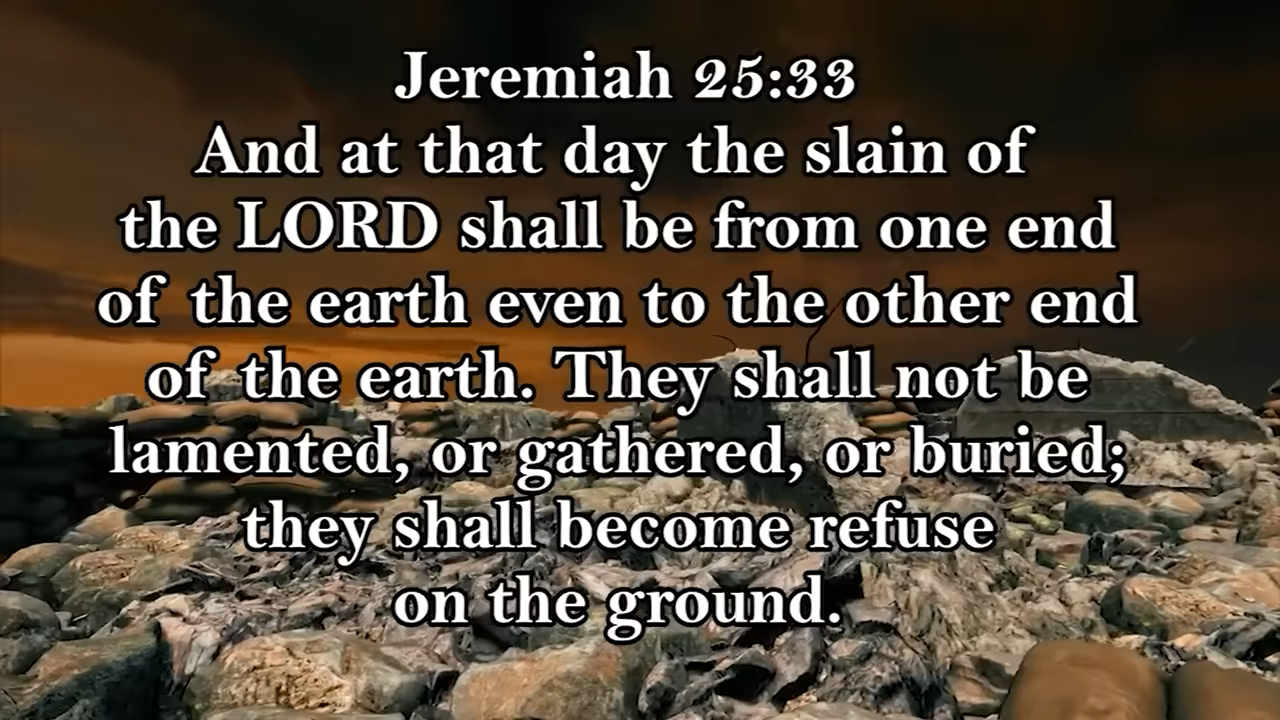 Jeremiah 25:33
And at that day the slain of
the LORD shall be from one end
of the earth even to the other end
of the earth. They shall not be
lamented, or gathered, or buried;
they shall become refuse
on the ground.